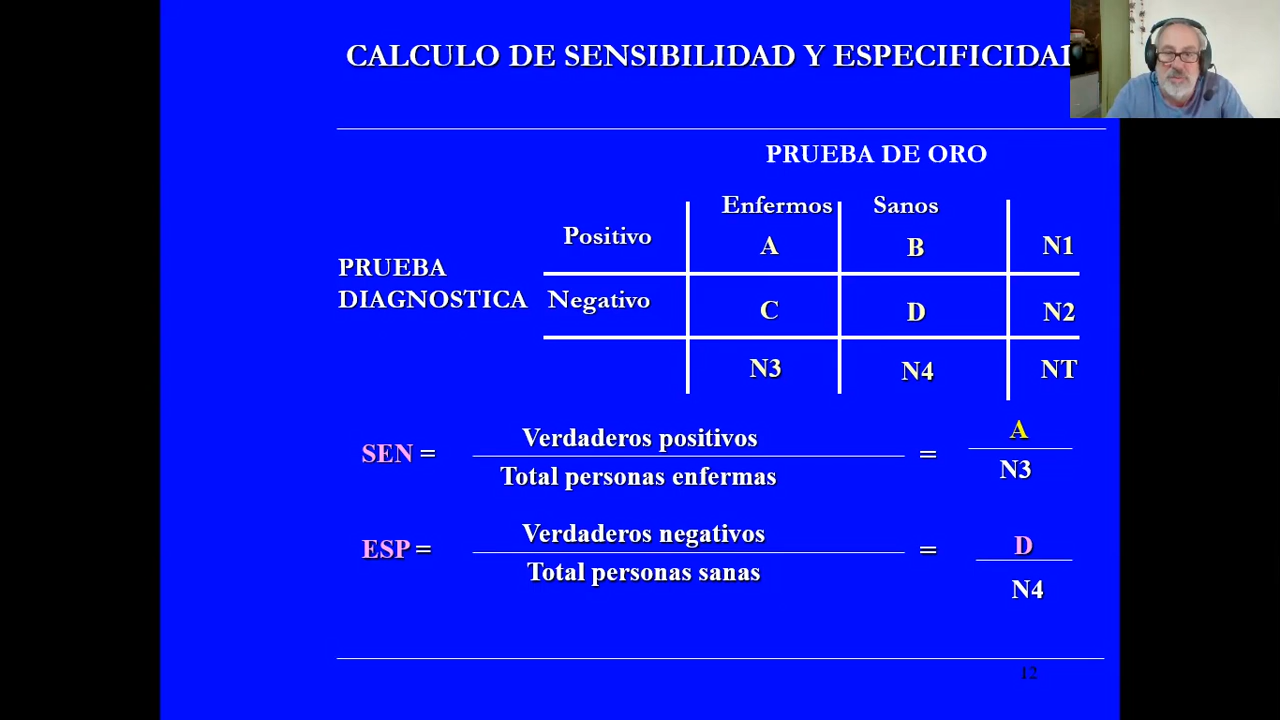 CALCULO DE SENSIBILIDAD Y ESPECIFICIDAD
PRUEBA DE ORO
Enfermos Sanos
Positivo A B N1
PRUEBA
DIAGNOSTICA Negativo C D N2
N3 N4 NT
SEN = Verdaderos positivos = A
Total personas enfermas N3
ESP = Verdaderos negativos = D
Total personas sanas N4
12